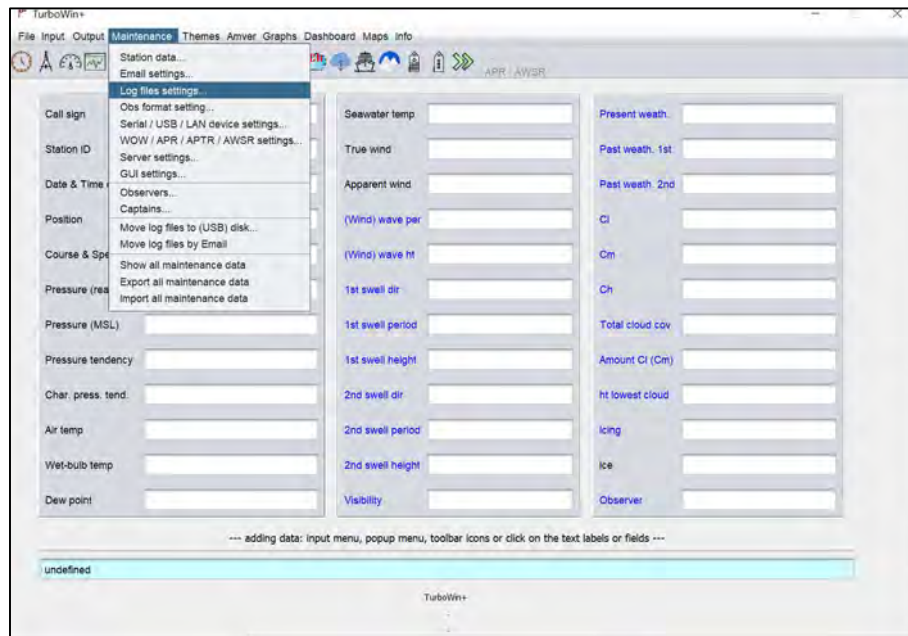 TurboWin+
File Input Output Maintenance Themes Amver Graphs Dashboard Maps Info
APR / AWSR
Station data...
Email settings...
Log files settings...
Obs format setting...
Serial / USB / LAN device settings...
WOW / APR / APTR / AWSR settings...
Server settings...
GUI settings...
Observers...
Captains...
Move log files to (USB) disk...
Move log files by Email
Show all maintenance data
Export all maintenance data
Import all maintenance data
Call sign
Station ID
Date & Time
Position
Course & Spe
Pressure (rea
Pressure (MSL)
Pressure tendency
Char. press. tend.
Air temp
Wet-bulb temp
Dew point
Seawater temp
True wind
Apparent wind
(Wind) wave per
(Wind) wave ht
1st swell dir
1st swell period
1st swell height
2nd swell dir
2nd swell period
2nd swell height
Visibility
Present weath.
Past weath. 1st
Past weath. 2nd
Cl
Cm
Ch
Total cloud cov
Amount Cl (Cm)
ht lowest cloud
Icing
Ice
Observer
--- adding data: input menu, popup menu, toolbar icons or click on the text labels or fields ---
undefined
TurboWin+